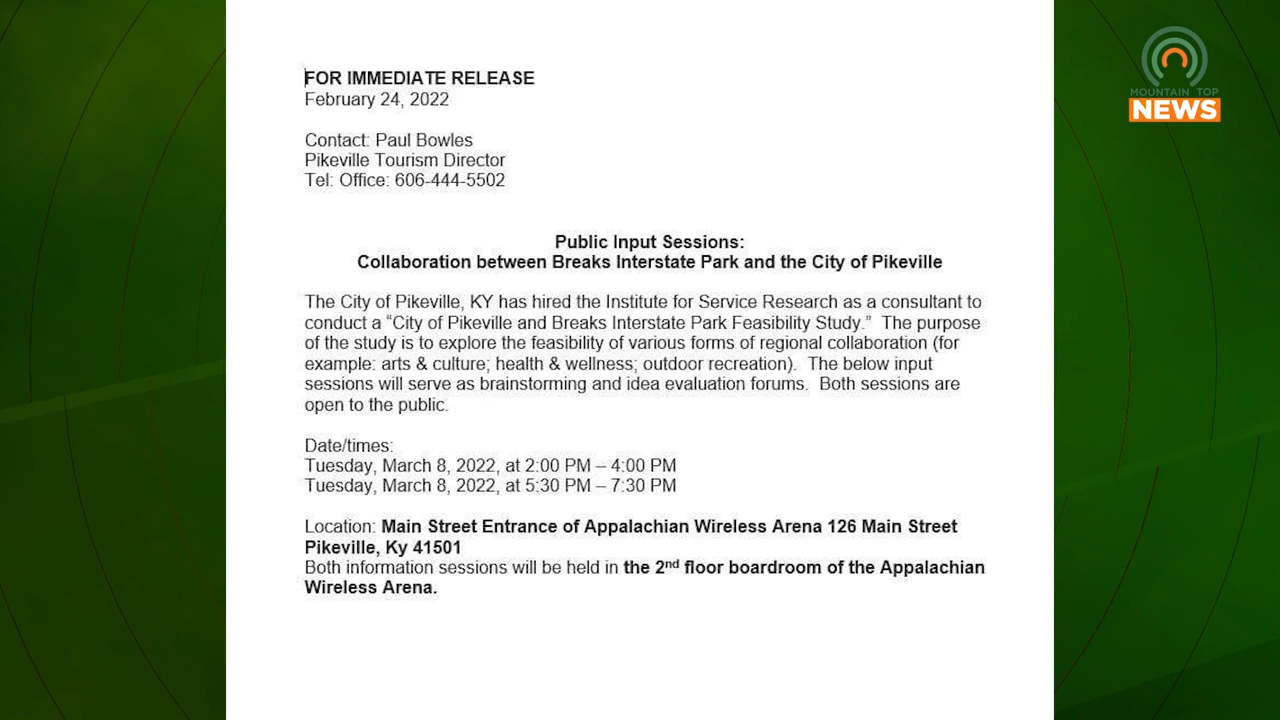 MOUNTAIN TOP
NEWS
FOR IMMEDIATE RELEASE
February 24, 2022
Contact: Paul Bowles
Pikeville Tourism Director
Tel: Office: 606-444-5502
Public Input Sessions:
Collaboration between Breaks Interstate Park and the City of Pikeville
The City of Pikeville, KY has hired the Institute for Service Research as a consultant to
conduct a “City of Pikeville and Breaks Interstate Park Feasibility Study.”  The purpose
of the study is to explore the feasibility of various forms of regional collaboration (for
example: arts & culture; health & wellness; outdoor recreation).  The below input
sessions will serve as brainstorming and idea evaluation forums.  Both sessions are
open to the public.
Date/times:
Tuesday, March 8, 2022, at 2:00 PM – 4:00 PM
Tuesday, March 8, 2022, at 5:30 PM – 7:30 PM
Location: Main Street Entrance of Appalachian Wireless Arena 126 Main Street
Pikeville, Ky 41501
Both information sessions will be held in the 2nd floor boardroom of the Appalachian
Wireless Arena.